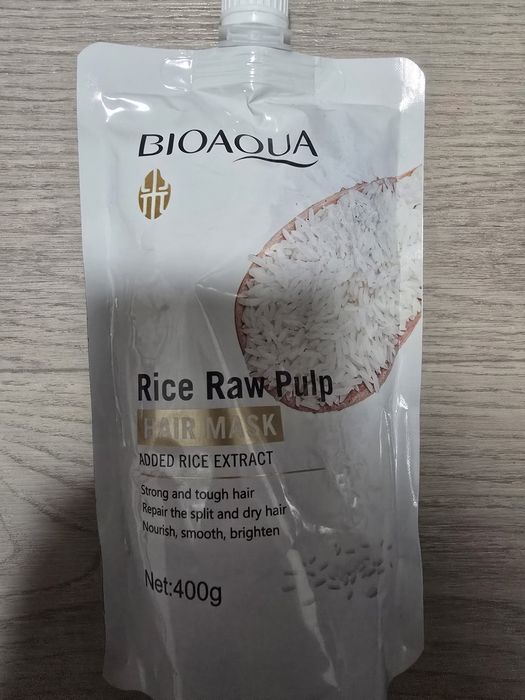 BIOAQUA
Rice Raw Pulp
HAIR MASK
ADDED RICE EXTRACT
Strong and tough hair
Repair the split and dry hair
Nourish, smooth, brighten
Net:400g